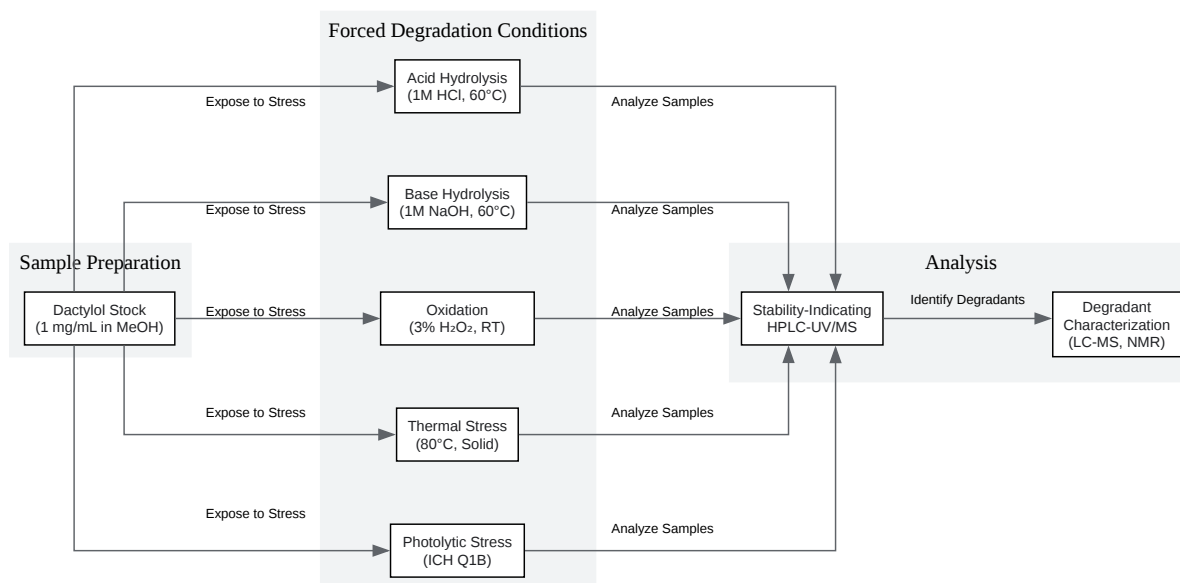 Forced Degradation Conditions
Acid Hydrolysis
(1M HCl, 60°C)
Expose to Stress
Analyze Samples
Base Hydrolysis
(1M NaOH, 60°C)
Expose to Stress
Analyze Samples
Sample Preparation
Analysis
Dactylol Stock
(1 mg/mL in MeOH)
Expose to Stress
Oxidation
(3% H₂O₂, RT)
Analyze Samples
Stability-Indicating
HPLC-UV/MS
Identify Degradants
Degradant
Characterization
(LC-MS, NMR)
Expose to Stress
Thermal Stress
(80°C, Solid)
Analyze Samples
Expose to Stress
Photolytic Stress
(ICH Q1B)
Analyze Samples